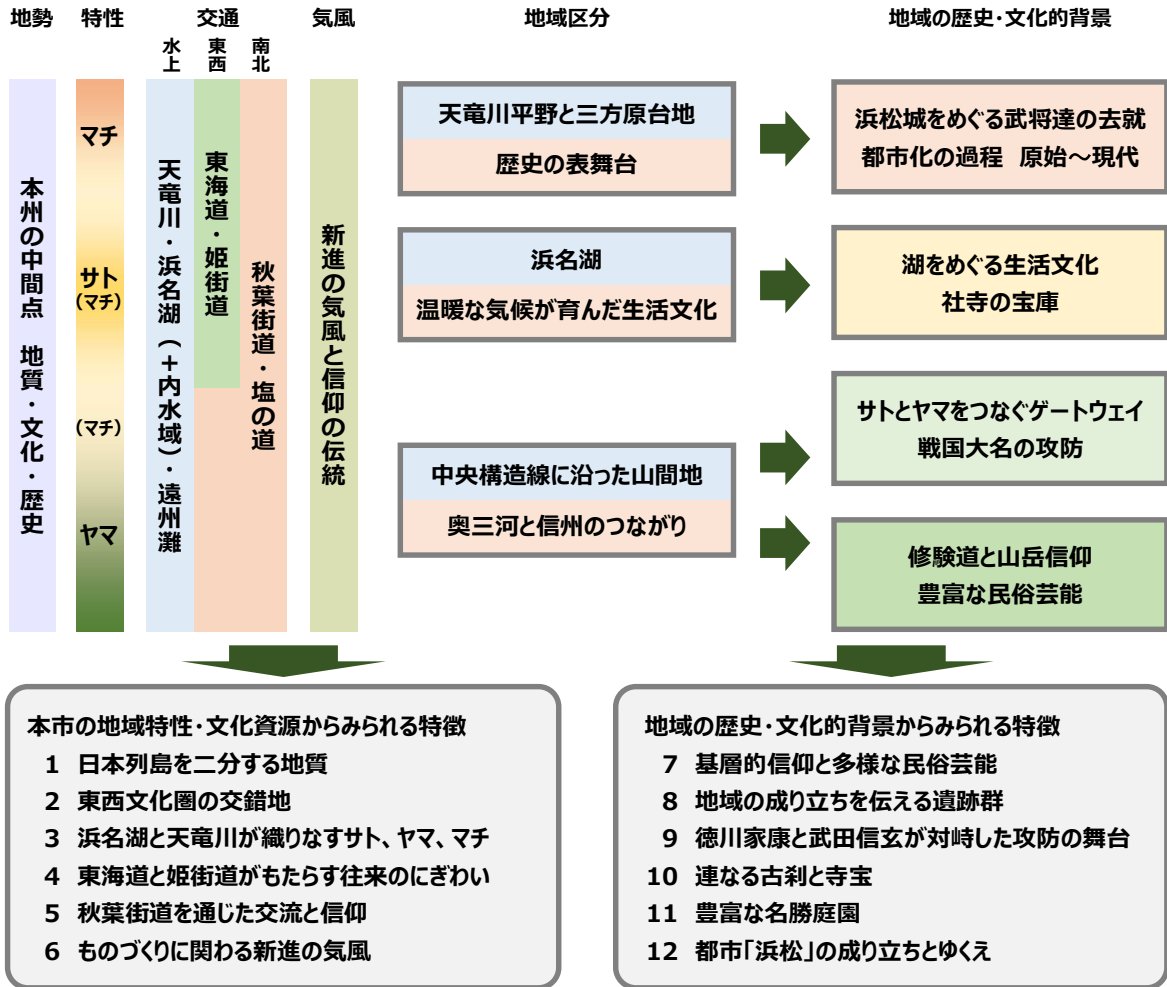 地勢 特性 交通 気風 地域区分 地域の歴史・文化的背景
水上 東西 南北
本州の中間点 地質・文化・歴史
マチ
サト
(マチ)
(マチ)
ヤマ
天竜川・浜名湖(＋内水域)・遠州灘
東海道・姫街道
秋葉街道・塩の道
新進の気風と信仰の伝統
天竜川平野と三方原台地
歴史の表舞台
浜松城をめぐる武将達の去就
都市化の過程 原始～現代
浜名湖
温暖な気候が育んだ生活文化
湖をめぐる生活文化
社寺の宝庫
中央構造線に沿った山間地
奥三河と信州のつながり
サトとヤマをつなぐゲートウェイ
戦国大名の攻防
修験道と山岳信仰
豊富な民俗芸能
本市の地域特性・文化資源からみられる特徴
1 日本列島を二分する地質
2 東西文化圏の交錯地
3 浜名湖と天竜川が織りなすサト、ヤマ、マチ
4 東海道と姫街道がもたらす往来のにぎわい
5 秋葉街道を通じた交流と信仰
6 ものづくりに関わる新進の気風
地域の歴史・文化的背景からみられる特徴
7 基層的信仰と多様な民俗芸能
8 地域の成り立ちを伝える遺跡群
9 徳川家康と武田信玄が対峙した攻防の舞台
10 連なる古刹と寺宝
11 豊富な名勝庭園
12 都市「浜松」の成り立ちとゆくえ